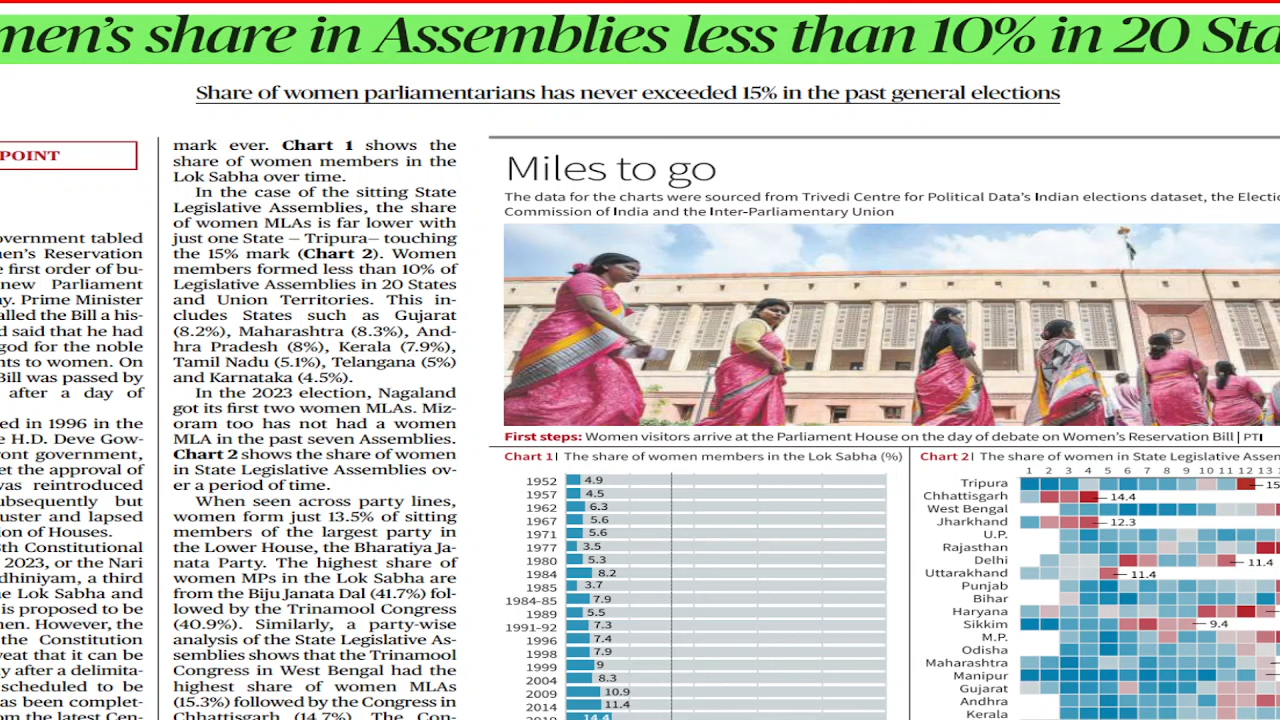 men's share in Assemblies less than 10% in 20 Sta
Share of women parliamentarians has never exceeded 15% in the past general elections
POINT
overnment tabled
en's Reservation
e first order of bu-
new Parliament
y. Prime Minister
alled the Bill a his-
d said that he had
god for the noble
nts to women. On
Bill was passed by
after a day of
ed in 1996 in the
e H.D. Deve Gow-
ont government,
et the approval of
was reintroduced
ubsequently but
uster and lapsed
ion of Houses.
8th Constitutional
2023, or the Nari
dhiniyam, a third
he Lok Sabha and
is proposed to be
men. However, the
the Constitution
veat that it can be
y after a delimita-
scheduled to be
as been complet-
om the latest Cen-
mark ever. Chart 1 shows the
share of women members in the
Lok Sabha over time.
In the case of the sitting State
Legislative Assemblies, the share
of women MLAs is far lower with
just one State – Tripura– touching
the 15% mark (Chart 2). Women
members formed less than 10% of
Legislative Assemblies in 20 States
and Union Territories. This in-
cludes States such as Gujarat
(8.2%), Maharashtra (8.3%), And-
hra Pradesh (8%), Kerala (7.9%),
Tamil Nadu (5.1%), Telangana (5%)
and Karnataka (4.5%).
In the 2023 election, Nagaland
got its first two women MLAs. Miz-
oram too has not had a women
MLA in the past seven Assemblies.
Chart 2 shows the share of women
in State Legislative Assemblies ov-
er a period of time.
When seen across party lines,
women form just 13.5% of sitting
members of the largest party in
the Lower House, the Bharatiya Ja-
nata Party. The highest share of
women MPs in the Lok Sabha are
from the Biju Janata Dal (41.7%) fol-
lowed by the Trinamool Congress
(40.9%). Similarly, a party-wise
analysis of the State Legislative As-
semblies shows that the Trinamool
Congress in West Bengal had the
highest share of women MLAs
(15.3%) followed by the Congress in
Chhattisgarh (14.7%). The Con-
Miles to go
The data for the charts were sourced from Trivedi Centre for Political Data's Indian elections dataset, the Electi
Commission of India and the Inter-Parliamentary Union
First steps: Women visitors arrive at the Parliament House on the day of debate on Women's Reservation Bill | PTI
Chart 1| The share of women members in the Lok Sabha (%)
1952 4.9
1957 4.5
1962 6.3
1967 5.6
1971 5.6
1977 3.5
1980 5.3
1984 8.2
1985 3.7
1984-85 7.9
1989 5.5
1991-92 7.3
1996 7.4
1998 7.9
1999 9
2004 8.3
2009 10.9
2014 11.4
2019 14.4
Chart 2| The share of women in State Legislative Assem
1 2 3 4 5 6 7 8 9 10 11 12 13 1
Tripura 15
Chhattisgarh 14.4
West Bengal
Jharkhand 12.3
U.P.
Rajasthan
Delhi 11.4
Uttarakhand 11.4
Punjab
Bihar
Haryana
Sikkim 9.4
M.P.
Odisha
Maharashtra
Manipur
Gujarat
Andhra
Kerala